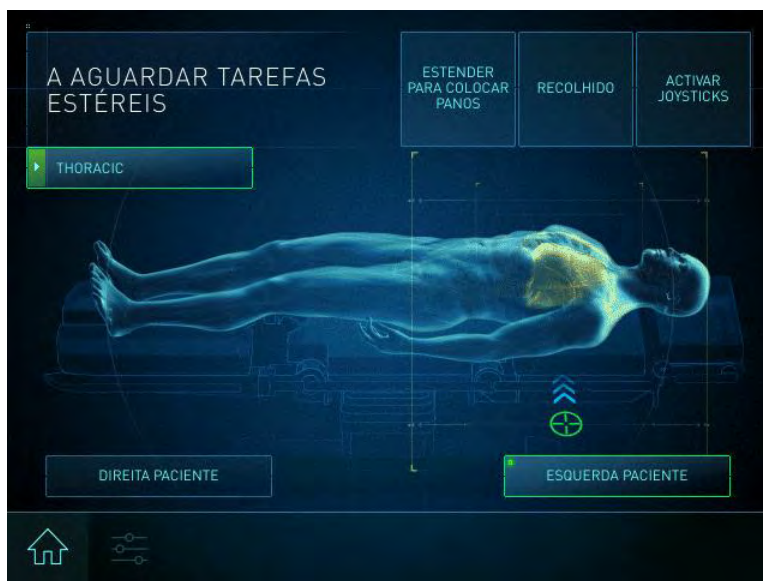 A AGUARDAR TAREFAS
ESTÉREIS
ESTENDER
PARA COLOCAR
PANOS
RECOLHIDO
ACTIVAR
JOYSTICKS
THORACIC
DIREITA PACIENTE
ESQUERDA PACIENTE